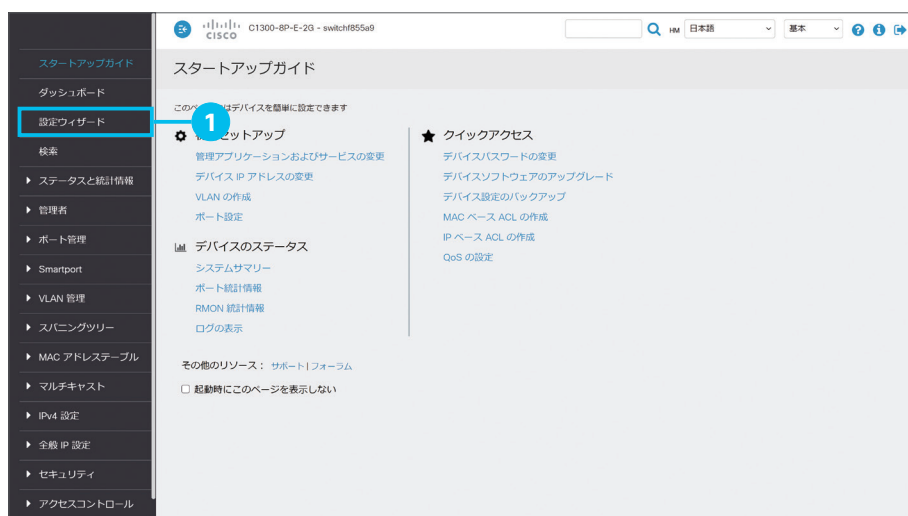 CISCO C1300-8P-E-2G - switchf855a9 HM 日本語 基本
スタートアップガイド
ダッシュボード
設定ウィザード
検索
ステータスと統計情報
管理者
ポート管理
Smartport
VLAN 管理
スパニングツリー
MAC アドレステーブル
マルチキャスト
IPv4 設定
全般 IP 設定
セキュリティ
アクセスコントロール
スタートアップガイド
はデバイスを簡単に設定できます
1
セットアップ
管理アプリケーションおよびサービスの変更
デバイス IP アドレスの変更
VLAN の作成
ポート設定
デバイスのステータス
システムサマリー
ポート統計情報
RMON 統計情報
ログの表示
クイックアクセス
デバイスパスワードの変更
デバイスソフトウェアのアップグレード
デバイス設定のバックアップ
MAC ベース ACL の作成
IP ベース ACL の作成
QoS の設定
その他のリソース： サポート | フォーラム
起動時にこのページを表示しない